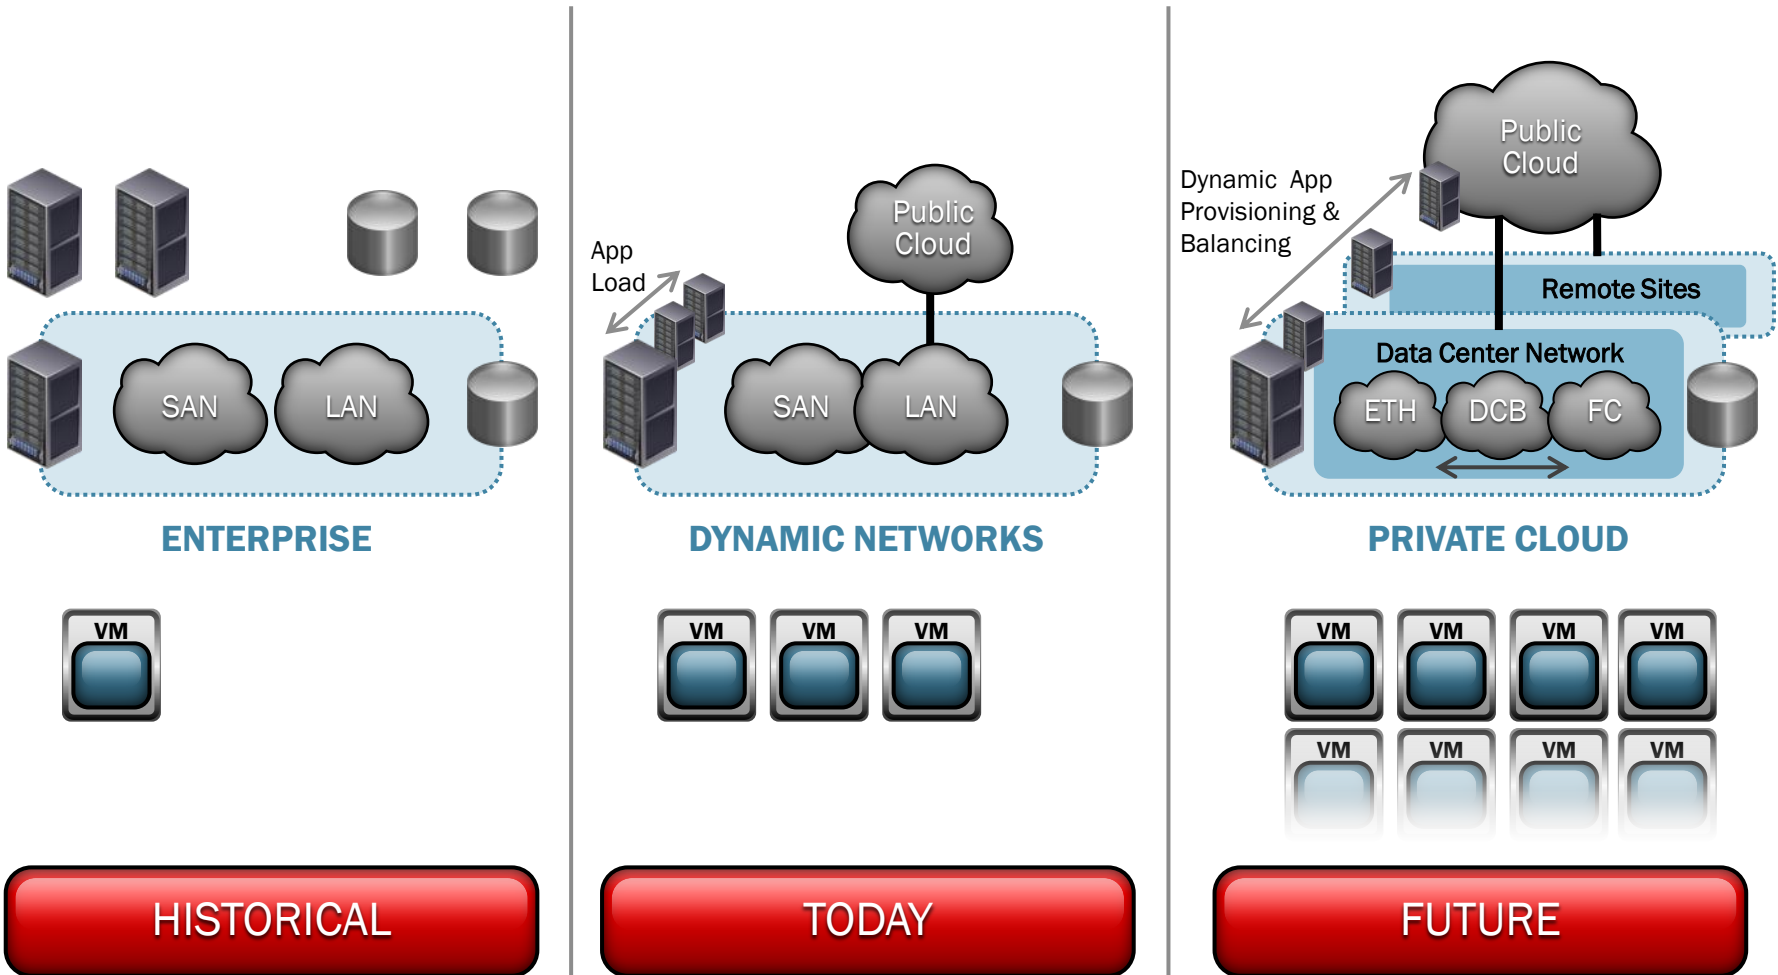 SAN
LAN
ENTERPRISE
VM
HISTORICAL
App
Load
Public
Cloud
SAN
LAN
DYNAMIC NETWORKS
VM
VM
VM
TODAY
Public
Cloud
Dynamic App
Provisioning &
Balancing
Remote Sites
Data Center Network
ETH
DCB
FC
PRIVATE CLOUD
VM
VM
VM
VM
VM
VM
VM
VM
FUTURE